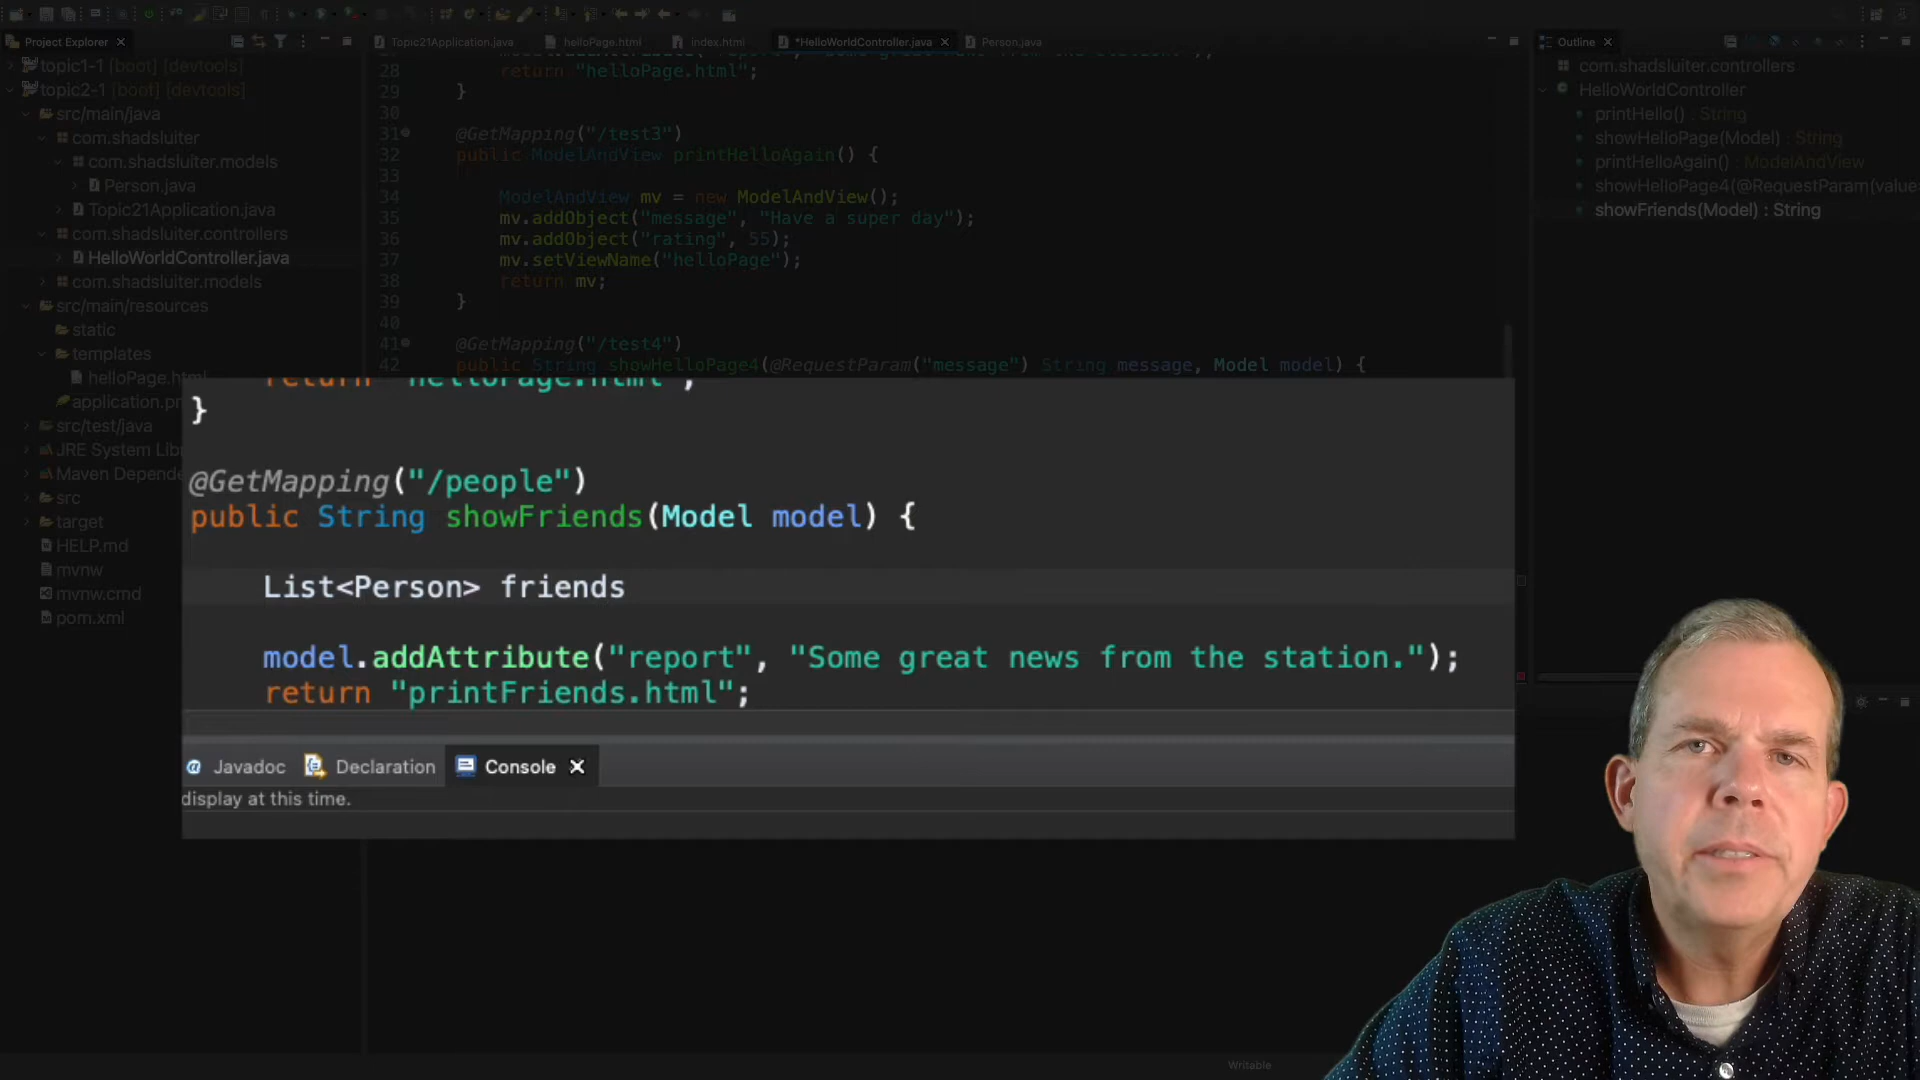 Project Explorer
topic1-1 [boot] [devtools]
topic2-1 [boot] [devtools]
src/main/java
com.shadsluiter
com.shadsluiter.models
Person.java
Topic21Application.java
com.shadsluiter.controllers
HelloWorldController.java
com.shadsluiter.models
src/main/resources
static
templates
helloPage.html
application.pr
src/test/java
JRE System Libr
Maven Depende
src
target
HELP.md
mvnw
mvnw.cmd
pom.xml
Topic21Application.java helloPage.html index.html *HelloWorldController.java Person.java
28 return "helloPage.html";
29 }
30
31 @GetMapping("/test3")
32 public ModelAndView printHelloAgain() {
33
34 ModelAndView mv = new ModelAndView();
35 mv.addObject("message", "Have a super day");
36 mv.addObject("rating", 55);
37 mv.setViewName("helloPage");
38 return mv;
39 }
40
41 @GetMapping("/test4")
42 public String showHelloPage4(@RequestParam("message") String message, Model model) {
return "helloPage.html";
}
@GetMapping("/people")
public String showFriends(Model model) {
List<Person> friends
model.addAttribute("report", "Some great news from the station.");
return "printFriends.html";
@ Javadoc Declaration Console
display at this time.
Outline
com.shadsluiter.controllers
HelloWorldController
printHello() : String
showHelloPage(Model) : String
printHelloAgain() : ModelAndView
showHelloPage4(@RequestParam(value=
showFriends(Model) : String
Writable